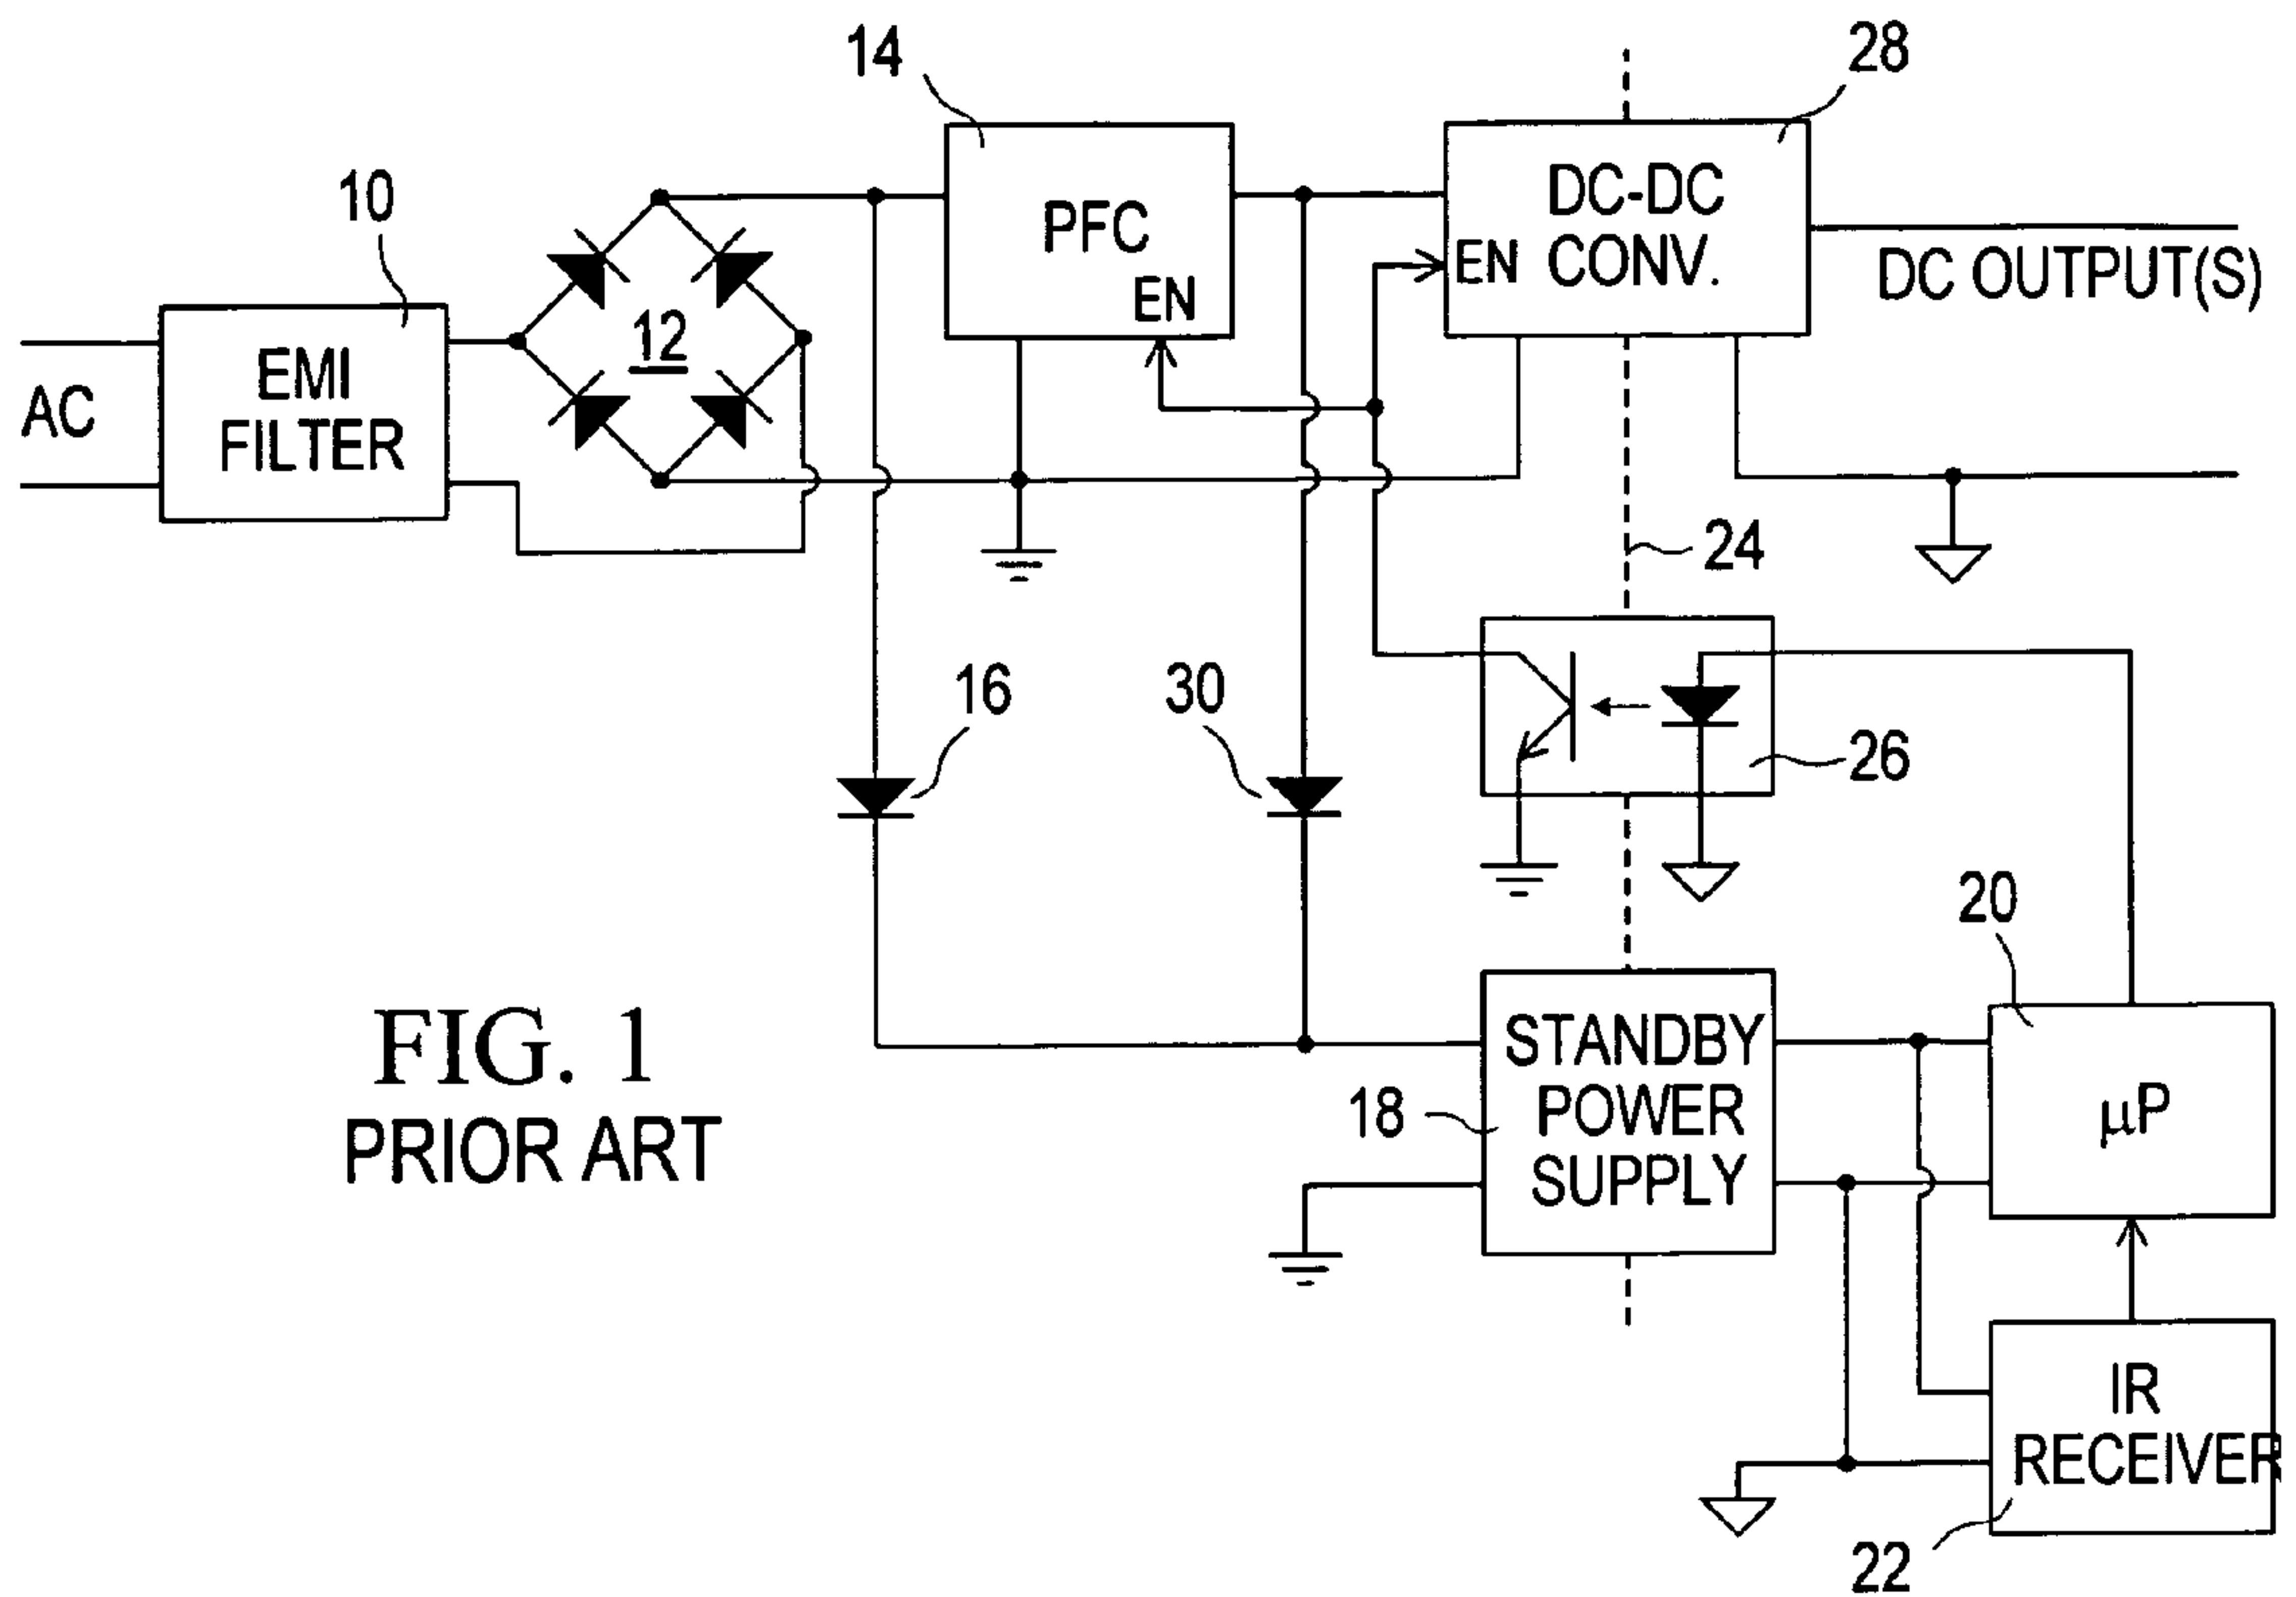 14
28
10
PFC
EN
DC-DC
CONV.
EN
DC OUTPUT(S)
12
AC
EMI
FILTER
24
16
30
26
20
FIG. 1
PRIOR ART
18
STANDBY
POWER
SUPPLY
µP
IR
RECEIVER
22